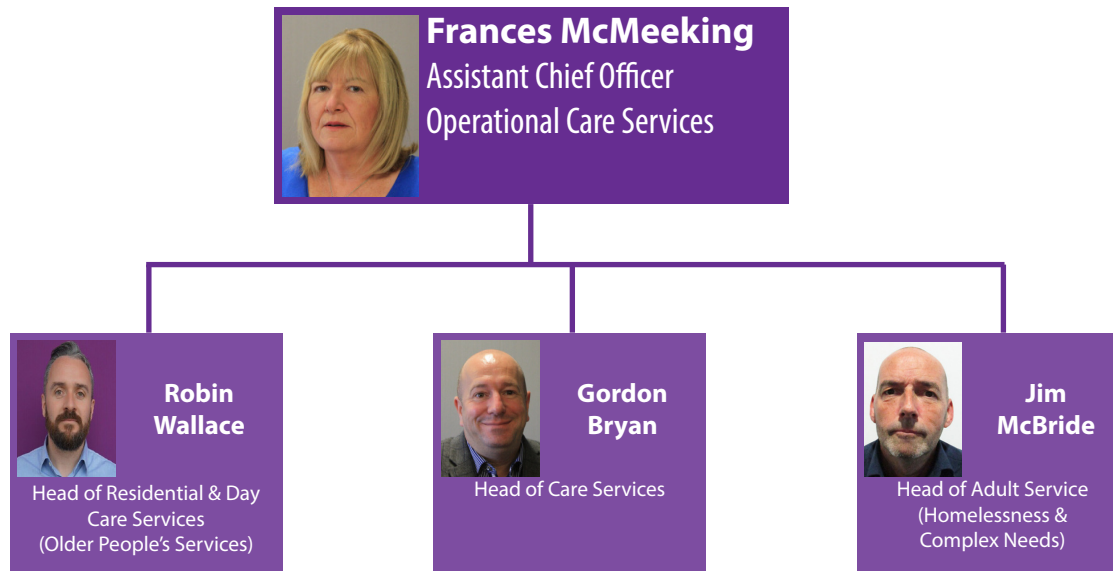 Frances McMeeking
Assistant Chief Officer
Operational Care Services
Robin
Wallace
Head of Residential & Day
Care Services
(Older People’s Services)
Gordon
Bryan
Head of Care Services
Jim
McBride
Head of Adult Service
(Homelessness &
Complex Needs)